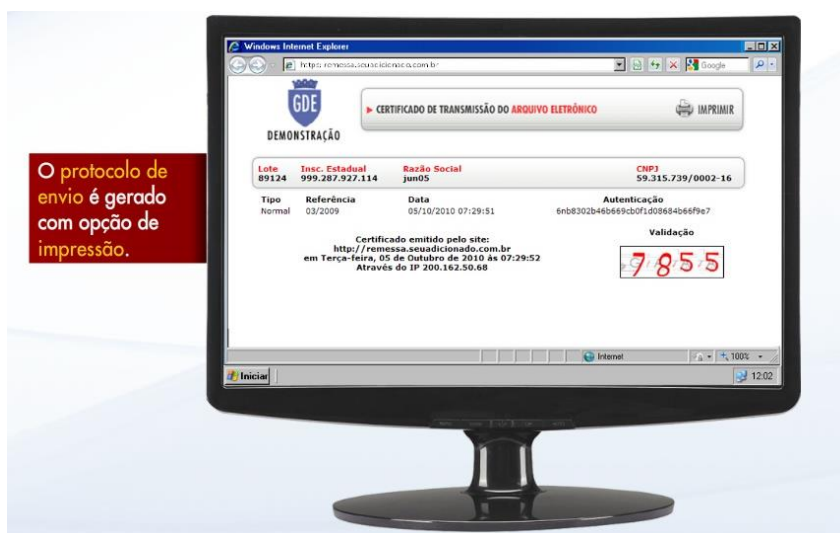 O protocolo de
envio é gerado
com opção de
impressão.
Windows Internet Explorer
Google
GDE
DEMONSTRAÇÃO
CERTIFICADO DE TRANSMISSÃO DO ARQUIVO ELETRÔNICO
IMPRIMIR
Lote Insc. Estadual Razão Social CNPJ
89124 999.287.927.114 jun05 59.315.739/0002-16
Tipo Referência Data Autenticação
Normal 03/2009 05/10/2010 07:29:51 6nb8302b46b669cb0f1d08684b66f9e7
Certificado emitido pelo site:
http://remessa.seuadicionado.com.br
em Terça-feira, 05 de Outubro de 2010 às 07:29:52
Através do IP 200.162.50.68
Validação
7855
Internet
100%
Iniciar
12:02